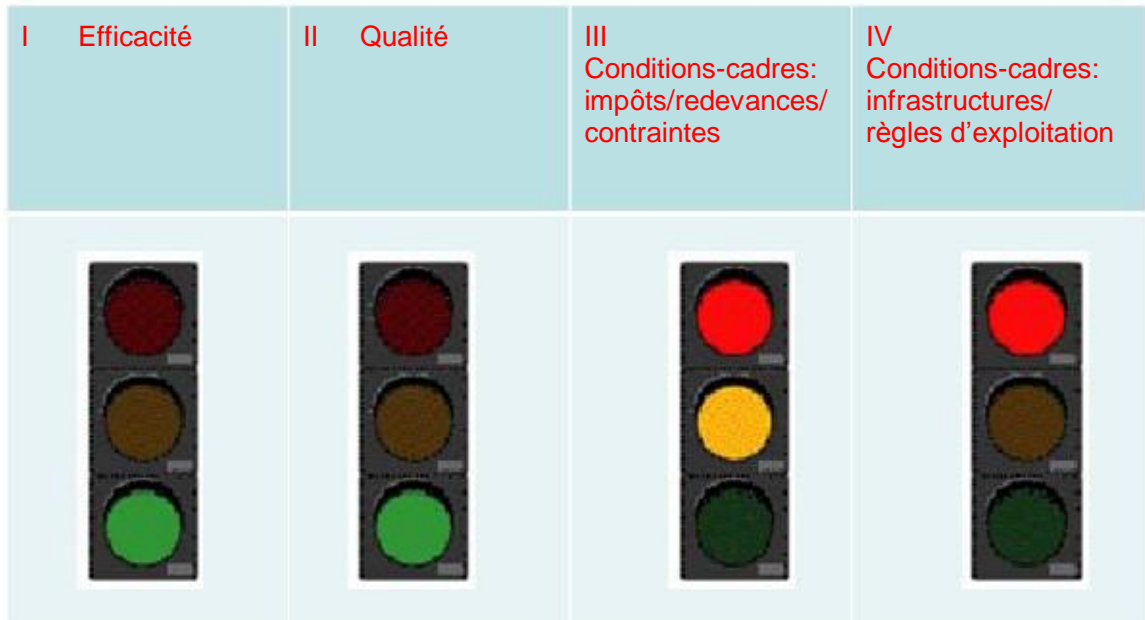 I Efficacité
II Qualité
III
Conditions-cadres:
impôts/redevances/
contraintes
IV
Conditions-cadres:
infrastructures/
règles d'exploitation